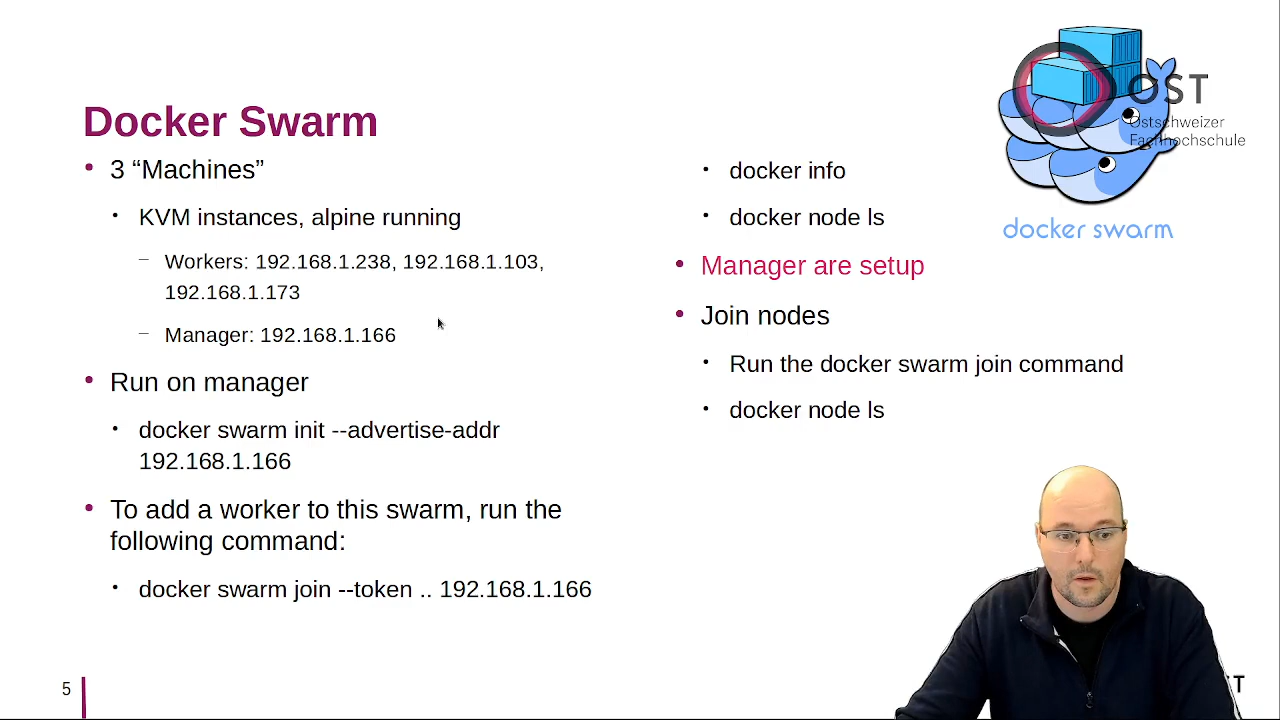 Docker Swarm
3 “Machines”
KVM instances, alpine running
Workers: 192.168.1.238, 192.168.1.103,
192.168.1.173
Manager: 192.168.1.166
Run on manager
docker swarm init --advertise-addr
192.168.1.166
To add a worker to this swarm, run the
following command:
docker swarm join --token .. 192.168.1.166
docker info
docker node ls
Manager are setup
Join nodes
Run the docker swarm join command
docker node ls
OST
Ostschweizer
Fachhochschule
docker swarm
5